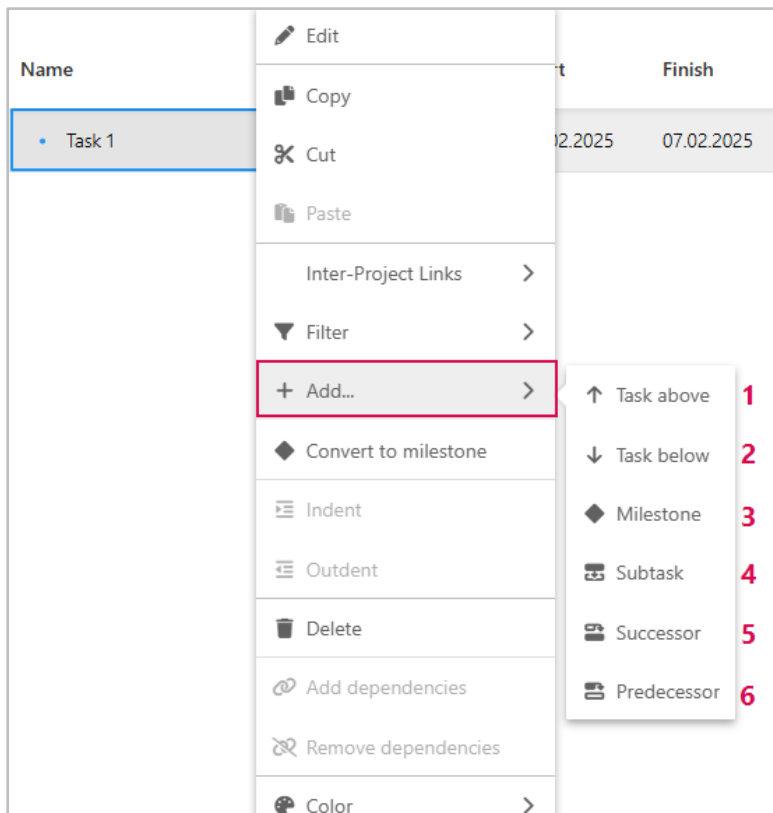 Edit
Name
rt
Finish
Copy
Task 1
02.2025
07.02.2025
Cut
Paste
Inter-Project Links
Filter
Add...
Task above 1
Convert to milestone
Task below 2
Indent
Milestone 3
Outdent
Subtask 4
Delete
Successor 5
Add dependencies
Predecessor 6
Remove dependencies
Color